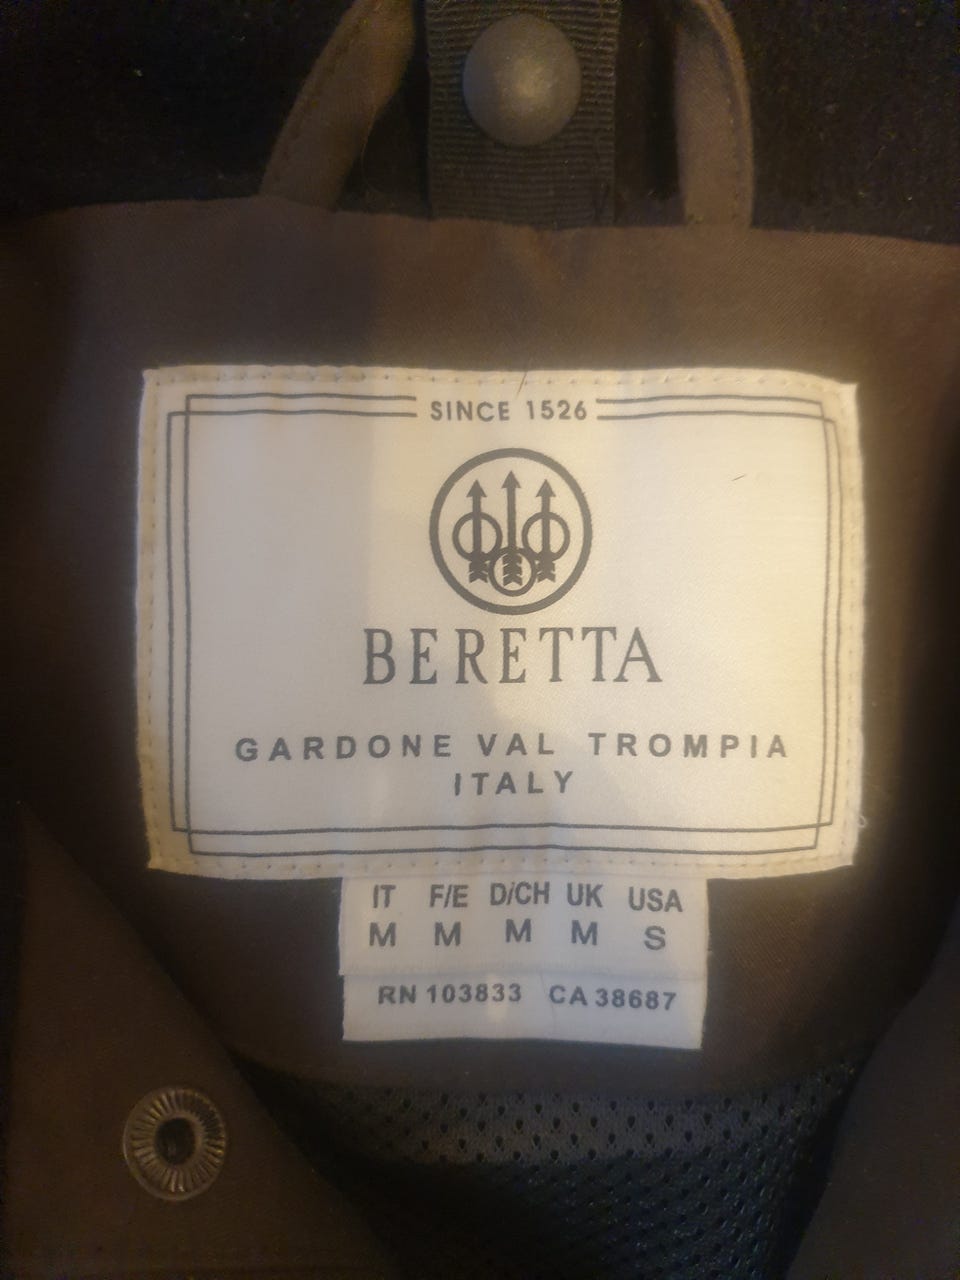 SINCE 1526
BERETTA
GARDONE VAL TROMPIA
ITALY
IT F/E D/CH UK USA
M M M M S
RN 103833 CA 38687